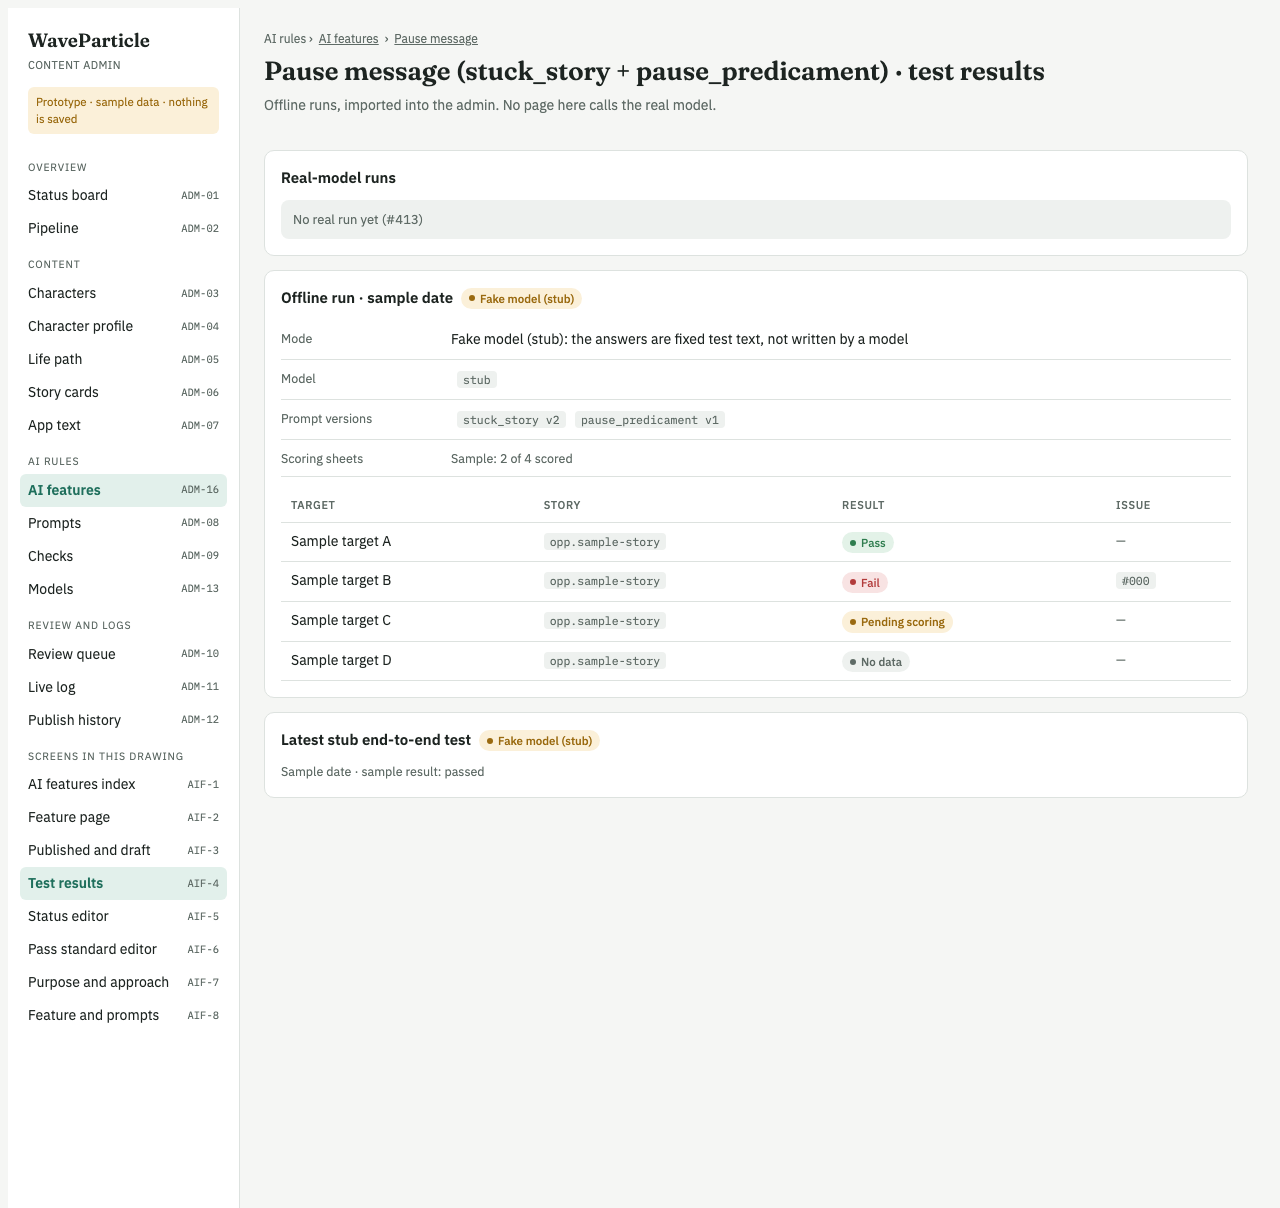 WaveParticle
CONTENT ADMIN
Prototype · sample data · nothing
is saved
OVERVIEW
Status board ADM-01
Pipeline ADM-02
CONTENT
Characters ADM-03
Character profile ADM-04
Life path ADM-05
Story cards ADM-06
App text ADM-07
AI RULES
AI features ADM-16
Prompts ADM-08
Checks ADM-09
Models ADM-13
REVIEW AND LOGS
Review queue ADM-10
Live log ADM-11
Publish history ADM-12
SCREENS IN THIS DRAWING
AI features index AIF-1
Feature page AIF-2
Published and draft AIF-3
Test results AIF-4
Status editor AIF-5
Pass standard editor AIF-6
Purpose and approach AIF-7
Feature and prompts AIF-8
AI rules › AI features › Pause message
Pause message (stuck_story + pause_predicament) · test results
Offline runs, imported into the admin. No page here calls the real model.
Real-model runs
No real run yet (#413)
Offline run · sample date Fake model (stub)
Mode Fake model (stub): the answers are fixed test text, not written by a model
Model stub
Prompt versions stuck_story v2 pause_predicament v1
Scoring sheets Sample: 2 of 4 scored
TARGET STORY RESULT ISSUE
Sample target A opp.sample-story Pass —
Sample target B opp.sample-story Fail #000
Sample target C opp.sample-story Pending scoring —
Sample target D opp.sample-story No data —
Latest stub end-to-end test Fake model (stub)
Sample date · sample result: passed